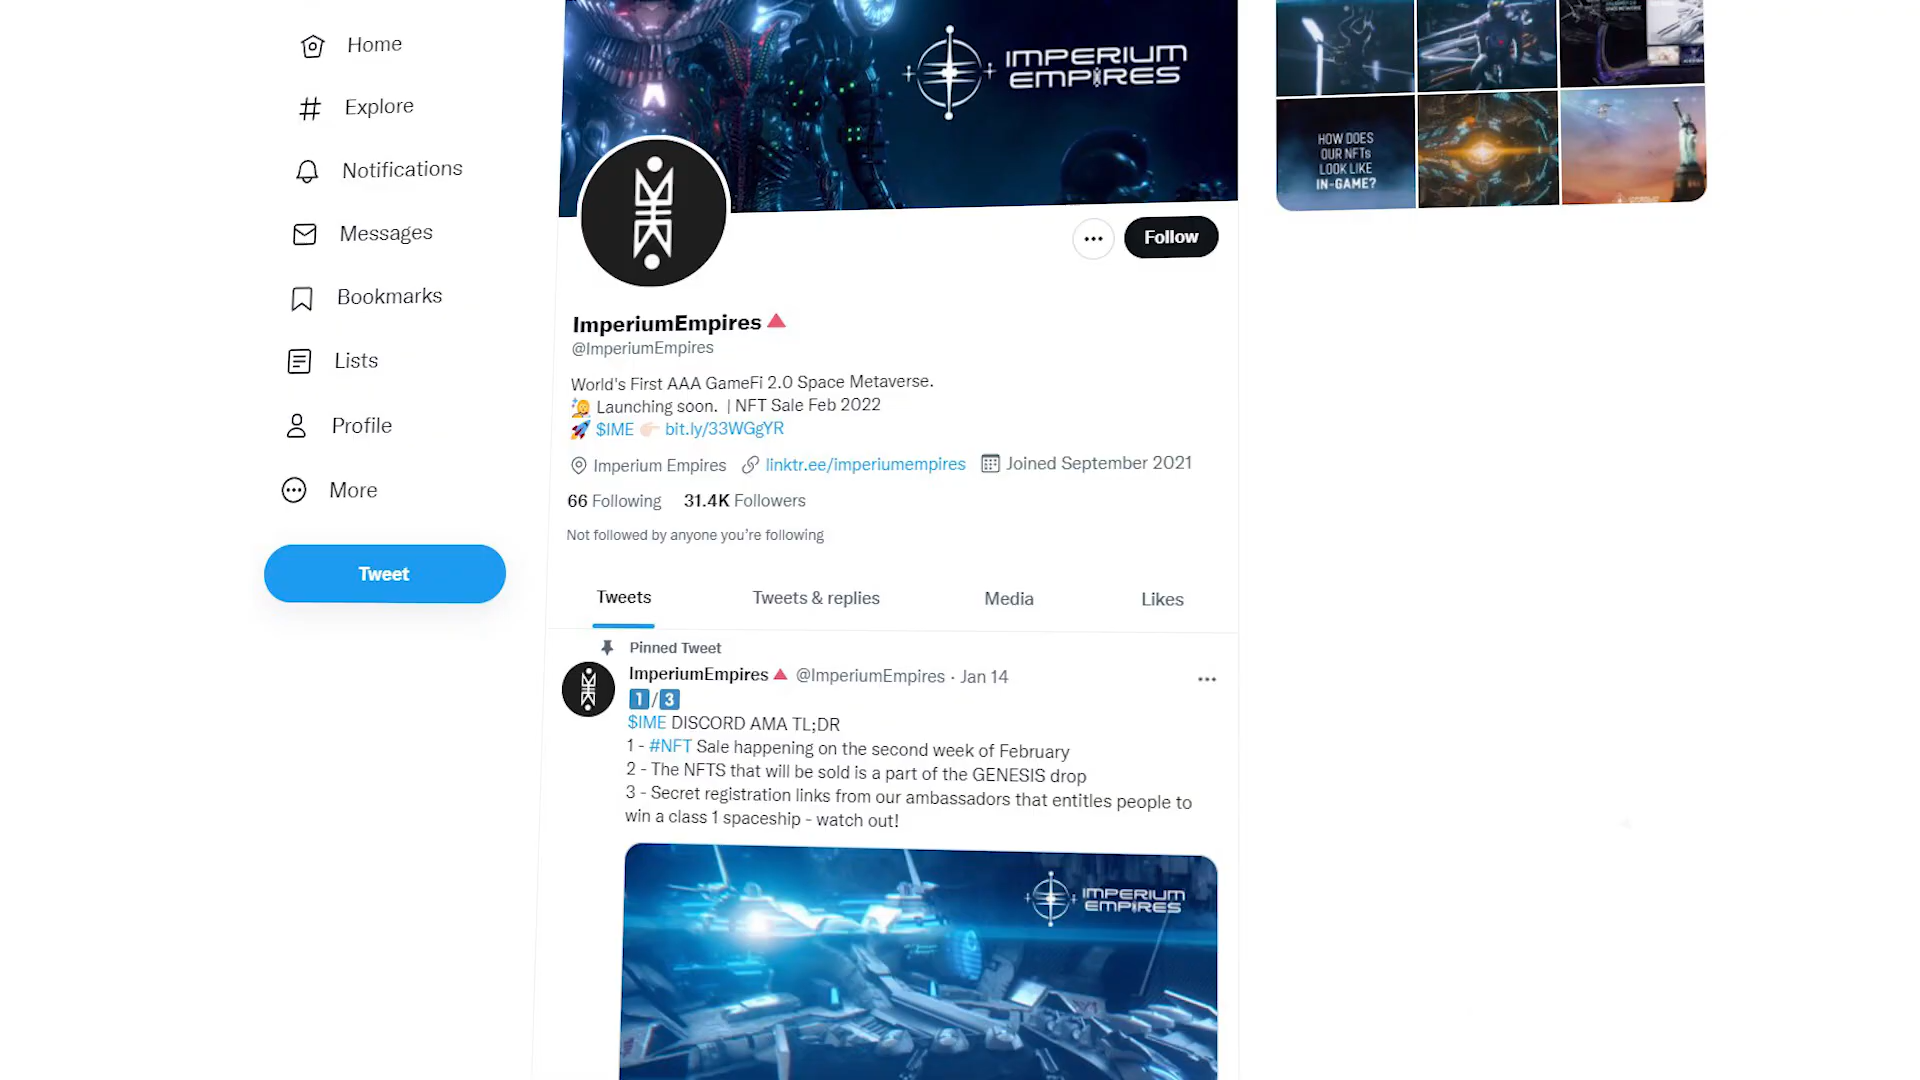 Home
Explore
Notifications
Messages
Bookmarks
Lists
Profile
More
Tweet
IMPERIUM
EMPIRES
Follow
ImperiumEmpires
@ImperiumEmpires
World's First AAA GameFi 2.0 Space Metaverse.
Launching soon. | NFT Sale Feb 2022
$IME bit.ly/33WGgYR
Imperium Empires linktr.ee/imperiumempires Joined September 2021
66 Following 31.4K Followers
Not followed by anyone you're following
Tweets Tweets & replies Media Likes
Pinned Tweet
ImperiumEmpires @ImperiumEmpires · Jan 14
1/3
$IME DISCORD AMA TL;DR
1 - #NFT Sale happening on the second week of February
2 - The NFTS that will be sold is a part of the GENESIS drop
3 - Secret registration links from our ambassadors that entitles people to
win a class 1 spaceship - watch out!
IMPERIUM
EMPIRES
HOW DOES
OUR NFTs
LOOK LIKE
IN-GAME?